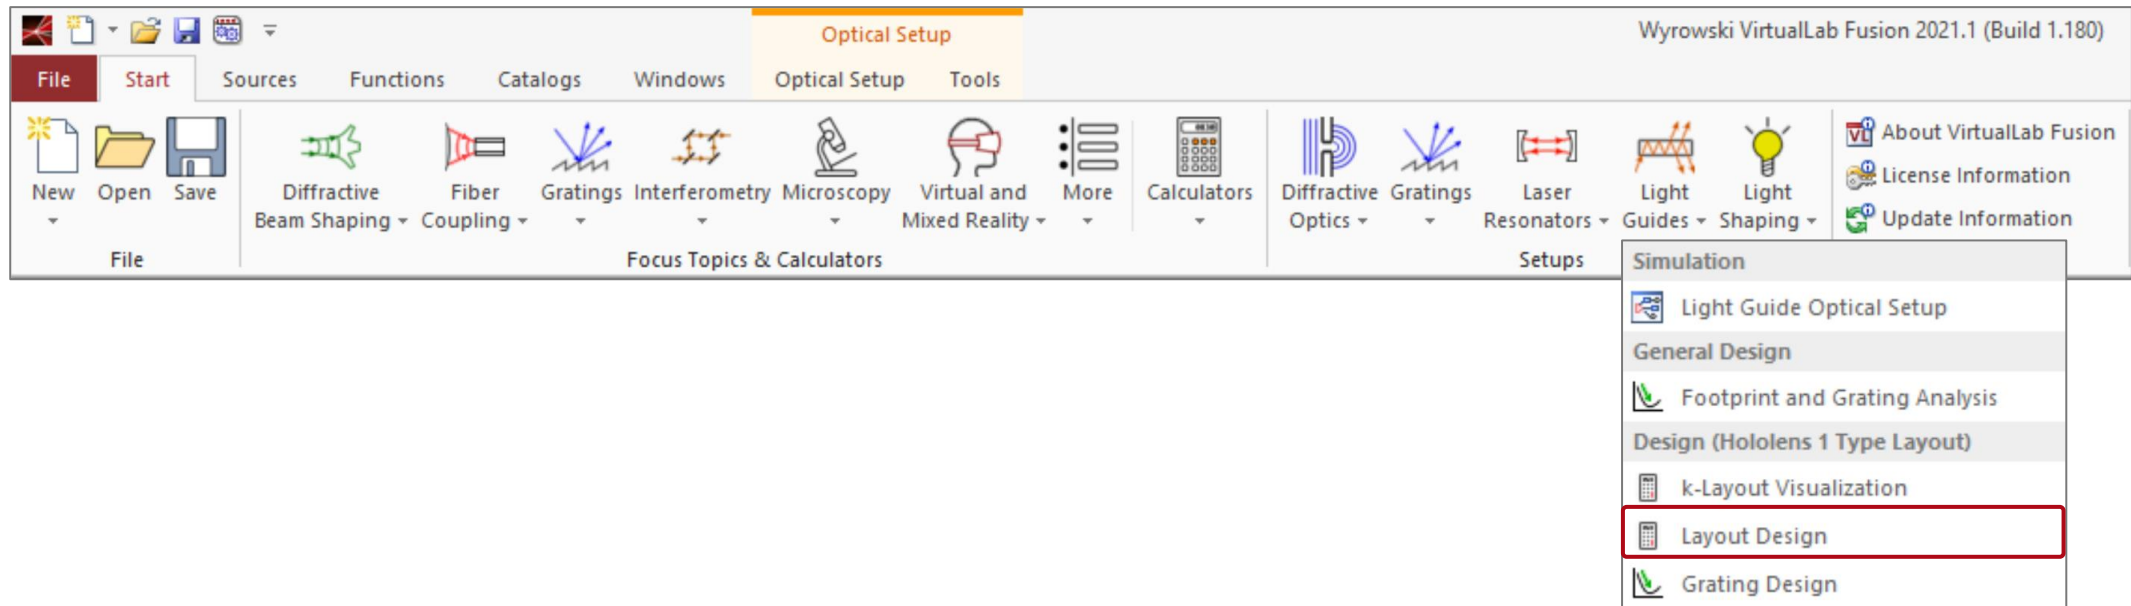 Optical Setup
Wyrowski VirtualLab Fusion 2021.1 (Build 1.180)
File Start Sources Functions Catalogs Windows Optical Setup Tools
New Open Save
Diffractive Beam Shaping
Fiber Coupling
Gratings
Interferometry
Microscopy
Virtual and Mixed Reality
More
Calculators
Diffractive Optics
Gratings
Laser Resonators
Light Guides
Light Shaping
About VirtualLab Fusion
License Information
Update Information
File
Focus Topics & Calculators
Setups
Simulation
Light Guide Optical Setup
General Design
Footprint and Grating Analysis
Design (Hololens 1 Type Layout)
k-Layout Visualization
Layout Design
Grating Design